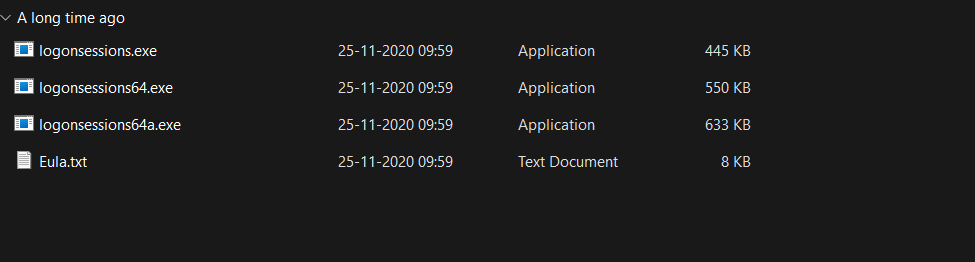 A long time ago
logonsessions.exe 25-11-2020 09:59 Application 445 KB
logonsessions64.exe 25-11-2020 09:59 Application 550 KB
logonsessions64a.exe 25-11-2020 09:59 Application 633 KB
Eula.txt 25-11-2020 09:59 Text Document 8 KB